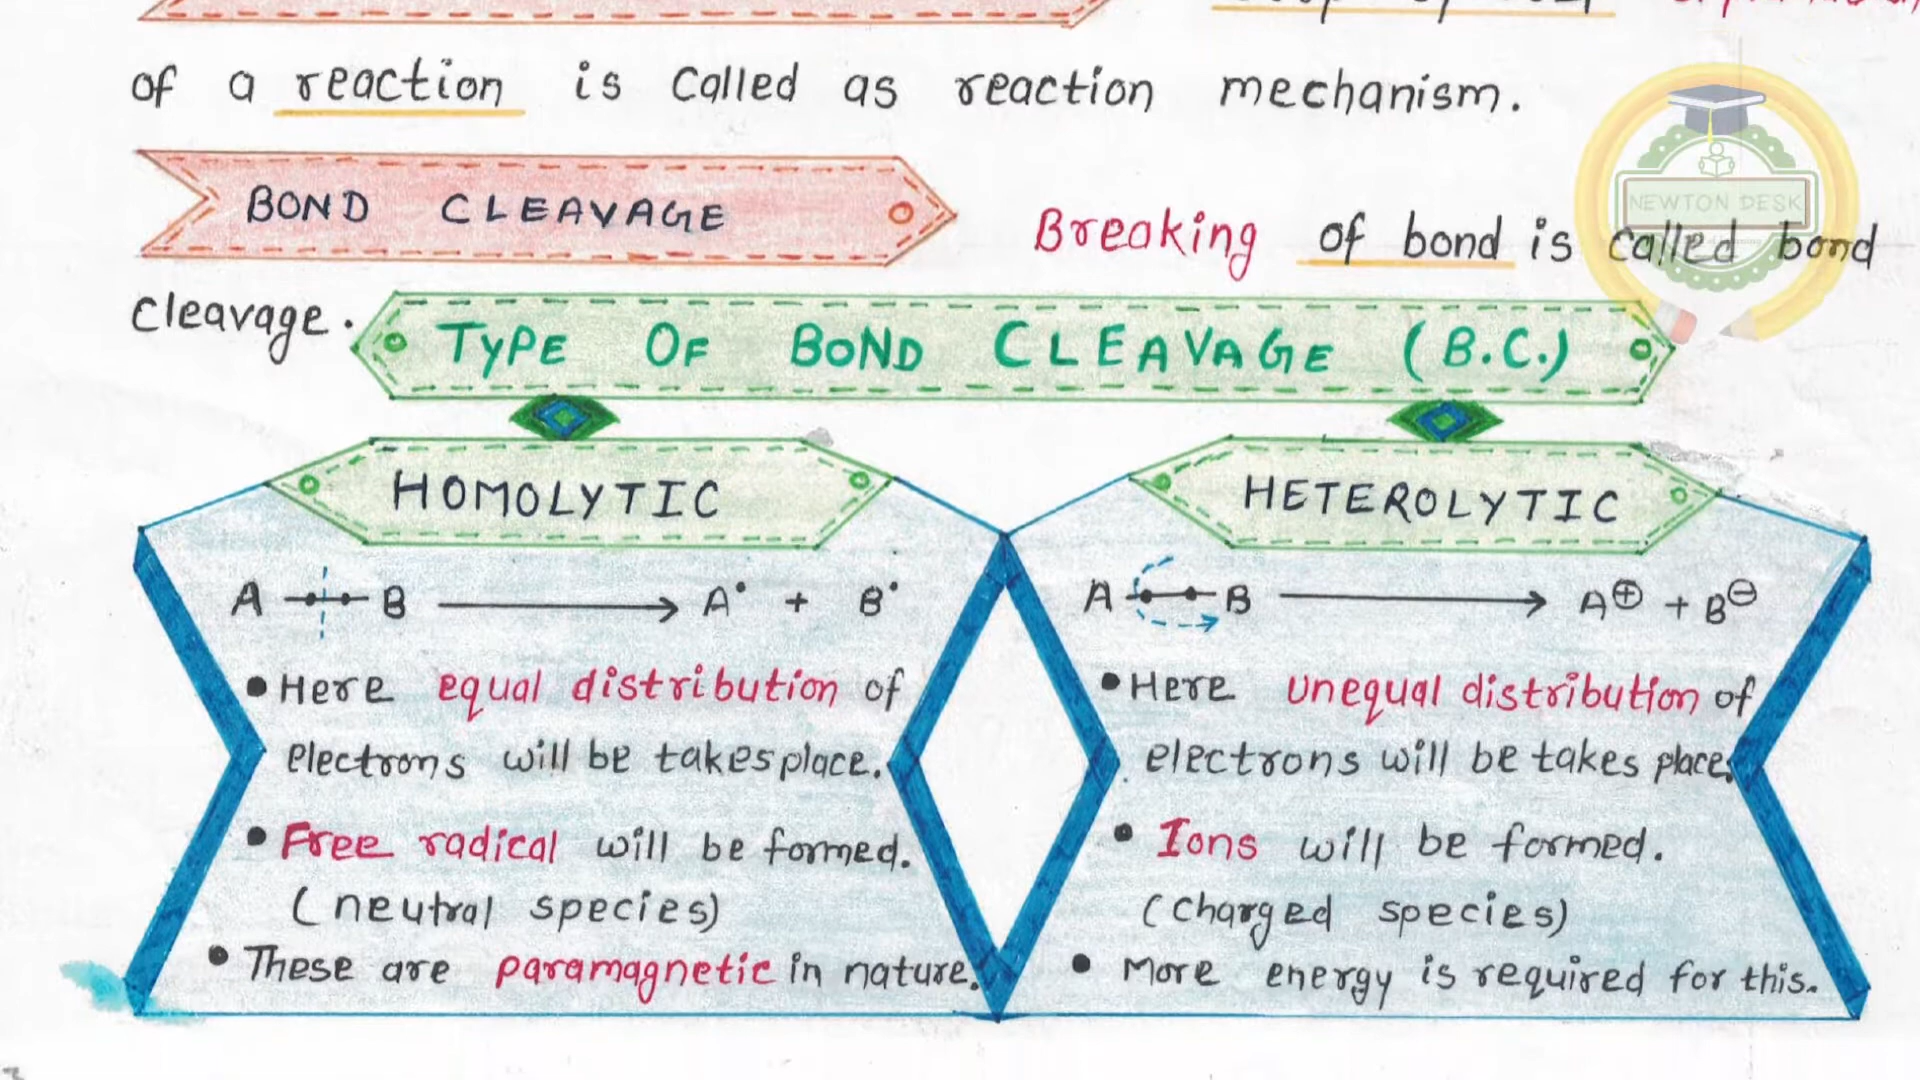 of a reaction is called as reaction mechanism.
NEWTON DESK
BOND CLEAVAGE
Breaking of bond is called bond
cleavage.
TYPE OF BOND CLEAVAGE (B.C.)
HOMOLYTIC
A B → A• + B•
• Here equal distribution of
electrons will be takes place.
• Free radical will be formed.
(neutral species)
• These are paramagnetic in nature.
HETEROLYTIC
A B → A⊕ + B⊖
• Here unequal distribution of
electrons will be takes place.
• Ions will be formed.
(charged species)
• More energy is required for this.